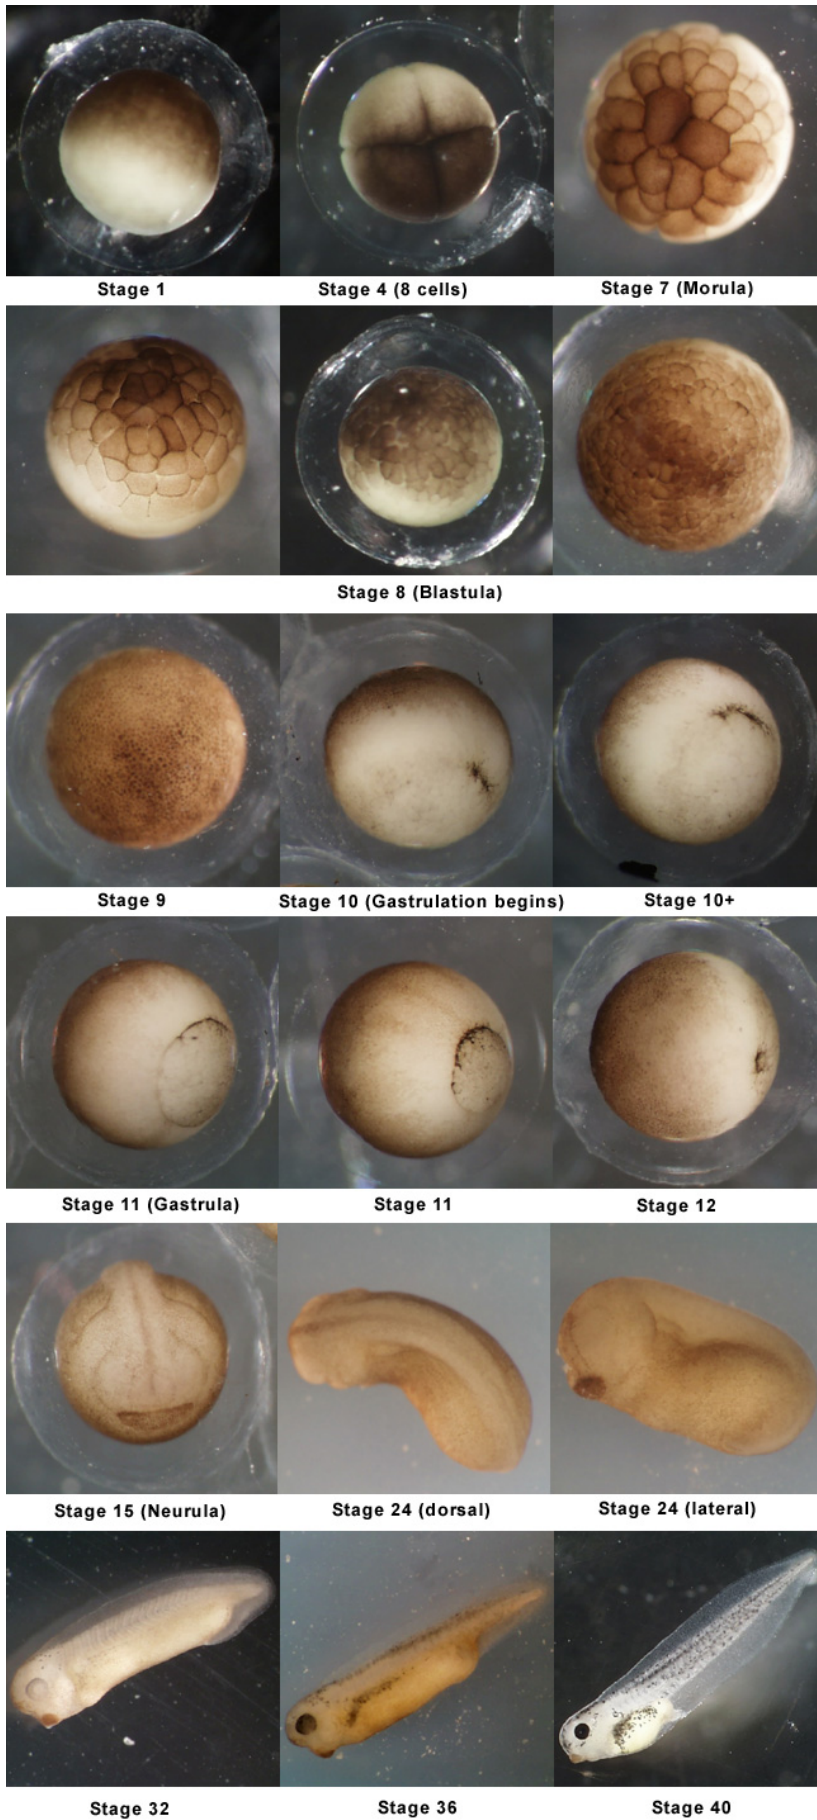 Stage 1
Stage 4 (8 cells)
Stage 7 (Morula)
Stage 8 (Blastula)
Stage 9
Stage 10 (Gastrulation begins)
Stage 10+
Stage 11 (Gastrula)
Stage 11
Stage 12
Stage 15 (Neurula)
Stage 24 (dorsal)
Stage 24 (lateral)
Stage 32
Stage 36
Stage 40